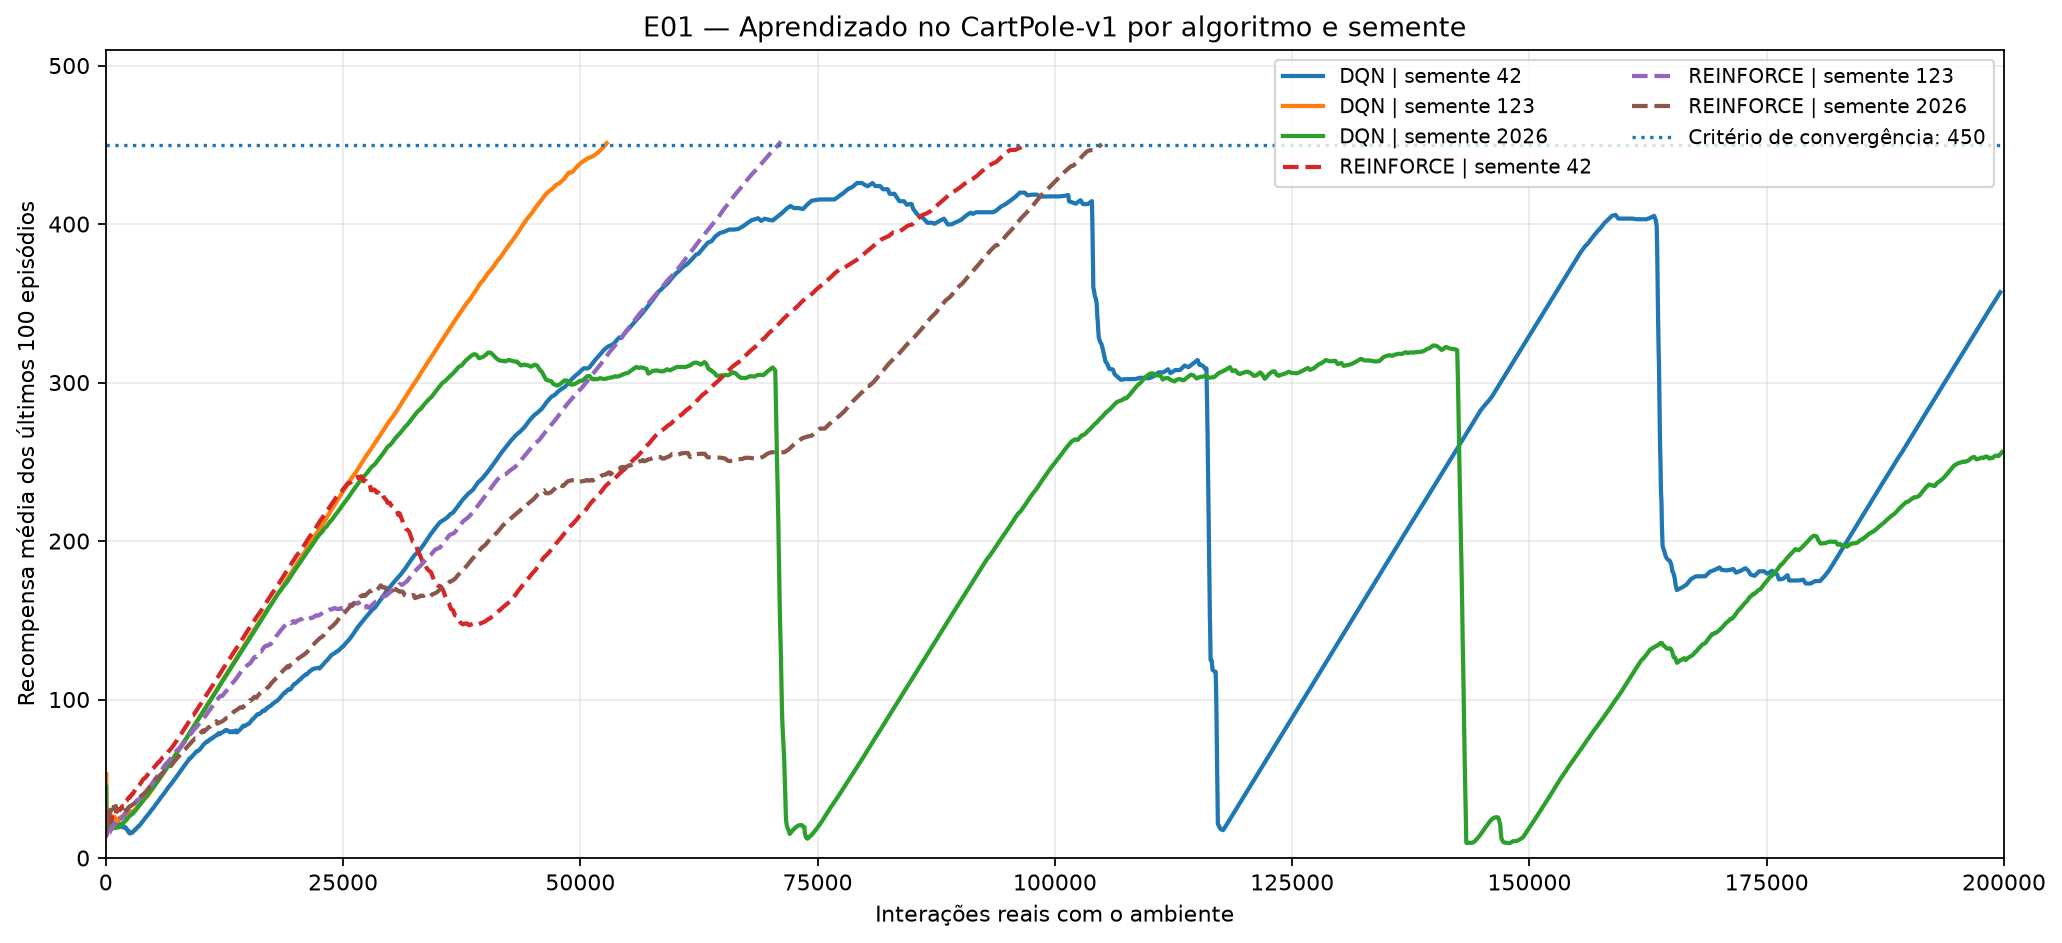 E01 — Aprendizado no CartPole-v1 por algoritmo e semente
Recompensa média dos últimos 100 episódios
500
400
300
200
100
0
DQN | semente 42
DQN | semente 123
DQN | semente 2026
REINFORCE | semente 42
REINFORCE | semente 123
REINFORCE | semente 2026
Critério de convergência: 450
0 25000 50000 75000 100000 125000 150000 175000 200000
Interações reais com o ambiente